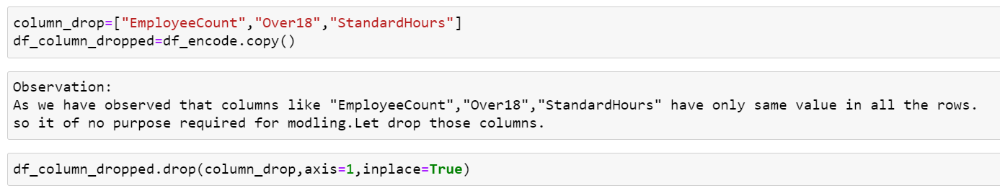 column_drop=["EmployeeCount","Over18","StandardHours"]
df_column_dropped=df_encode.copy()
Observation:
As we have observed that columns like "EmployeeCount","Over18","StandardHours" have only same value in all the rows.
so it of no purpose required for modling.Let drop those columns.
df_column_dropped.drop(column_drop,axis=1,inplace=True)